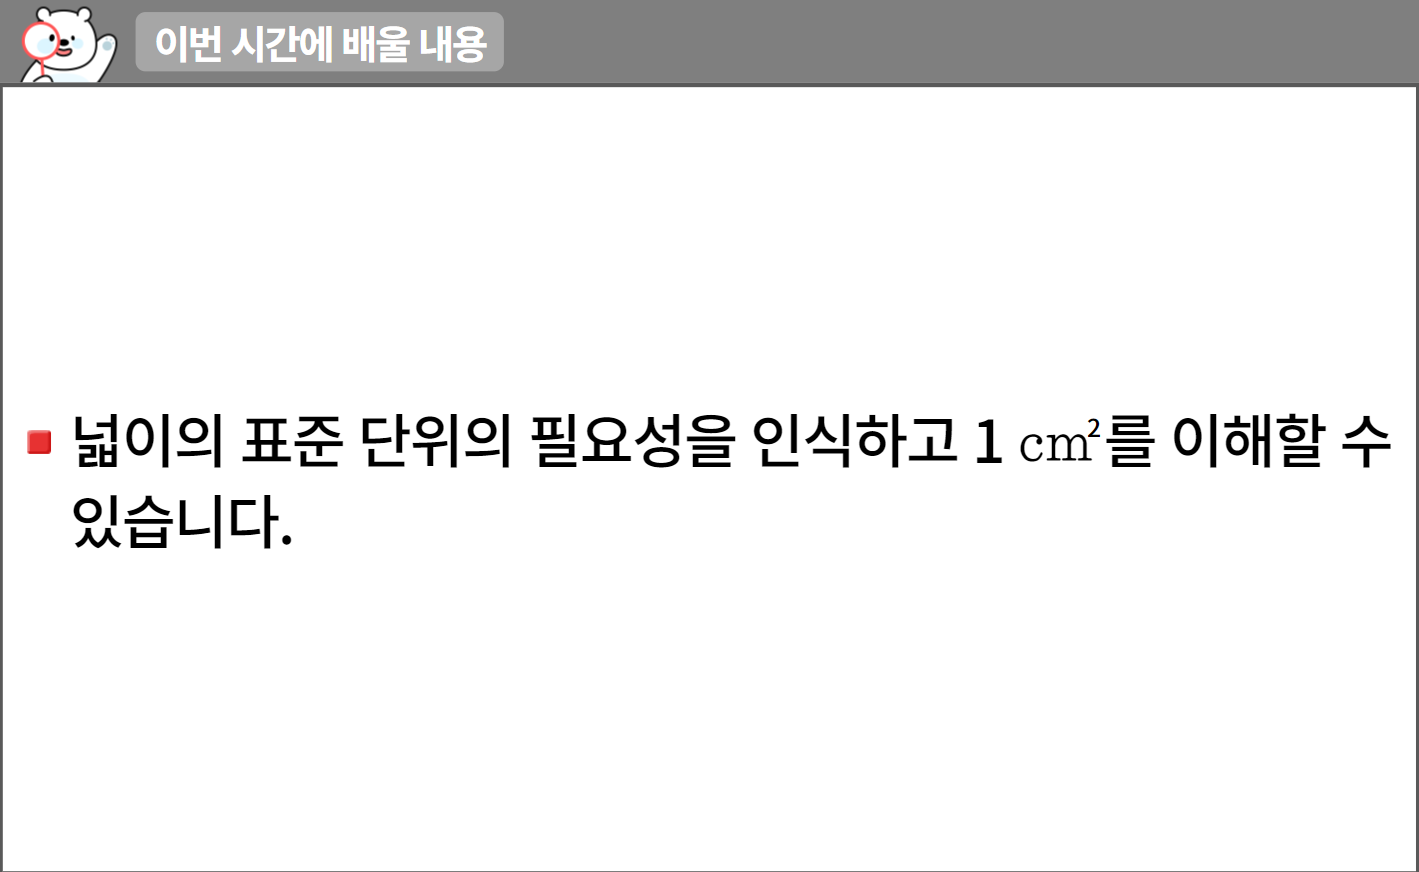 이번 시간에 배울 내용
넓이의 표준 단위의 필요성을 인식하고 1 cm²를 이해할 수
있습니다.